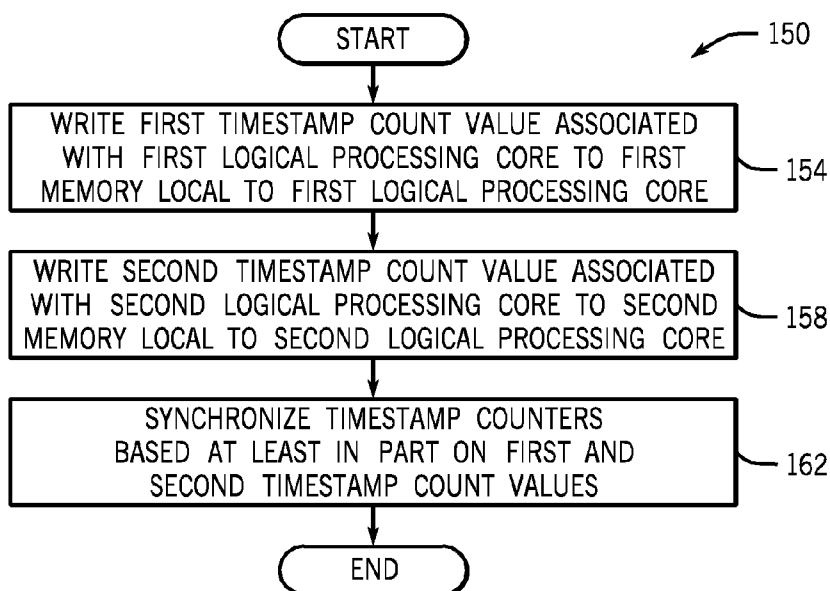 START
150
WRITE FIRST TIMESTAMP COUNT VALUE ASSOCIATED
WITH FIRST LOGICAL PROCESSING CORE TO FIRST
MEMORY LOCAL TO FIRST LOGICAL PROCESSING CORE
154
WRITE SECOND TIMESTAMP COUNT VALUE ASSOCIATED
WITH SECOND LOGICAL PROCESSING CORE TO SECOND
MEMORY LOCAL TO SECOND LOGICAL PROCESSING CORE
158
SYNCHRONIZE TIMESTAMP COUNTERS
BASED AT LEAST IN PART ON FIRST AND
SECOND TIMESTAMP COUNT VALUES
162
END